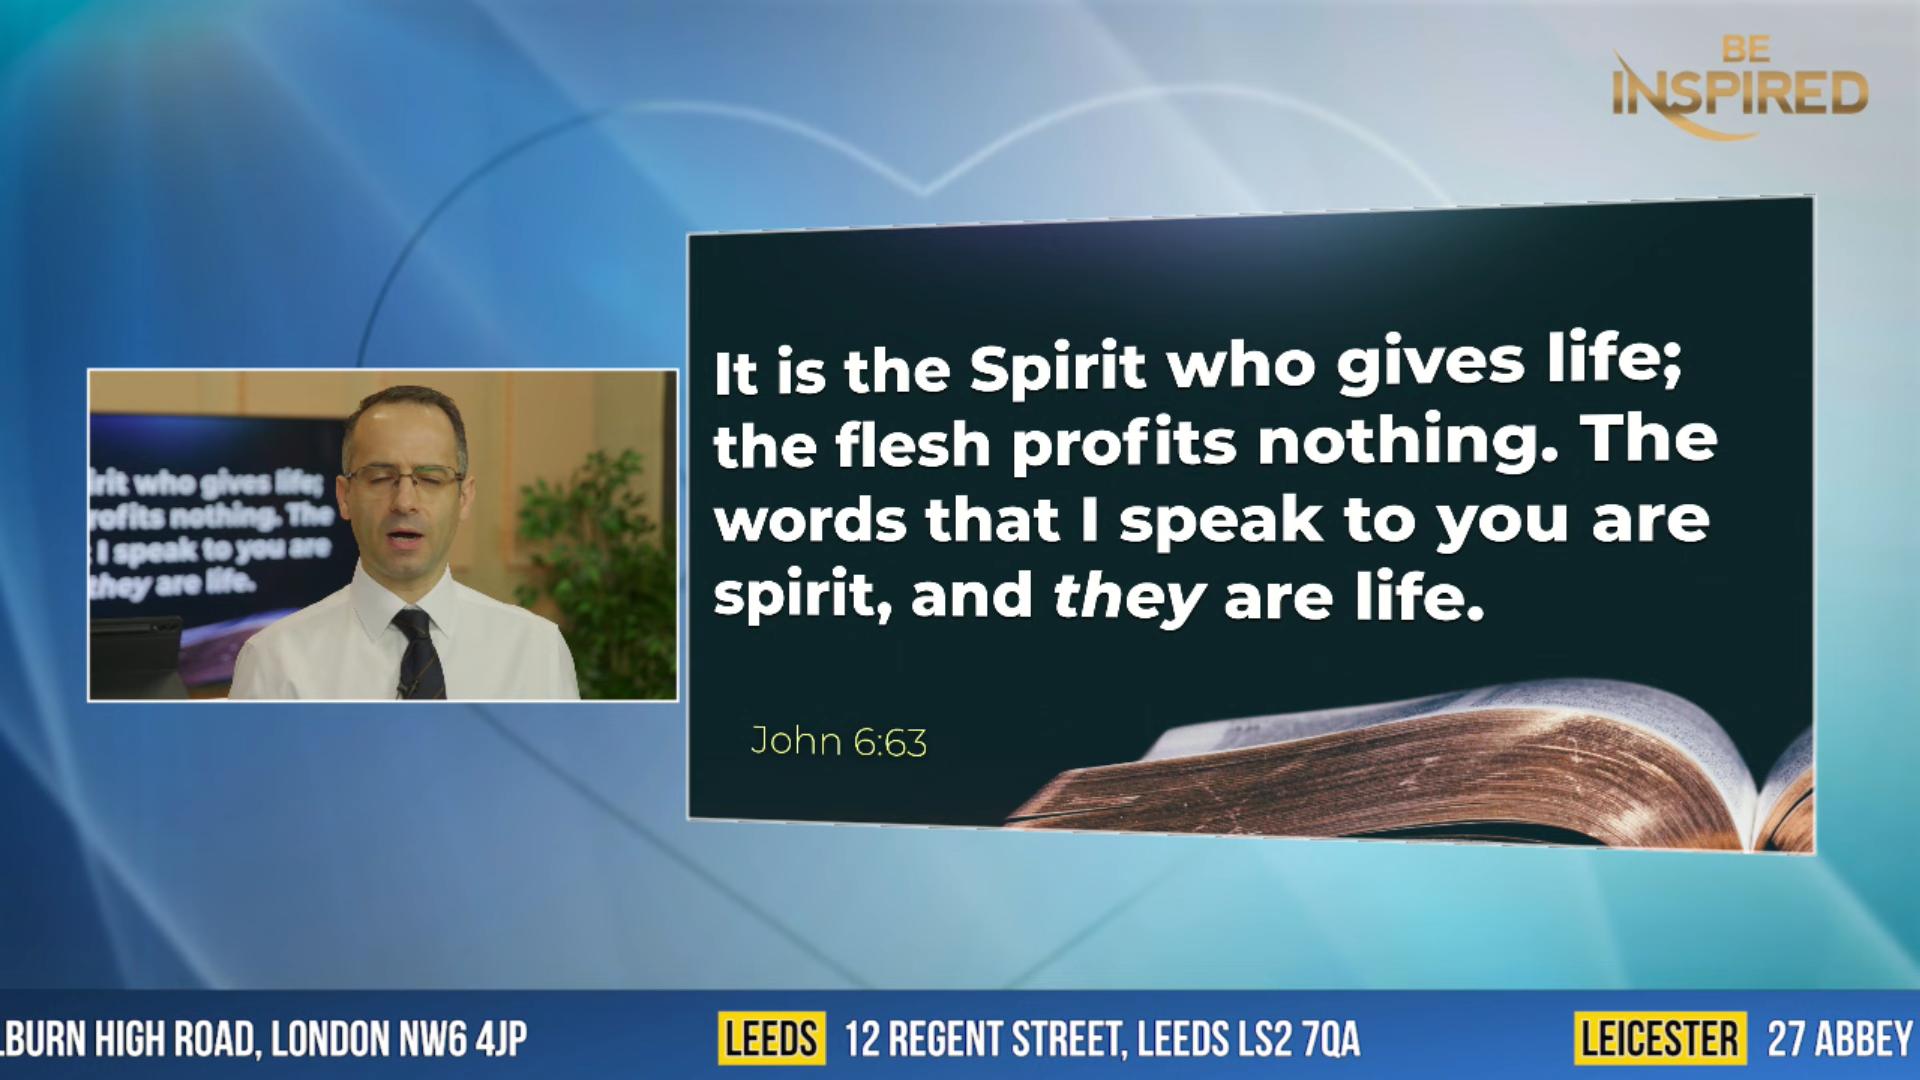 BE
INSPIRED
It is the Spirit who gives life;
the flesh profits nothing. The
words that I speak to you are
spirit, and they are life.
John 6:63
irit who gives life;
rofits nothing. The
I speak to you are
they are life.
BURN HIGH ROAD, LONDON NW6 4JP
LEEDS 12 REGENT STREET, LEEDS LS2 7QA
LEICESTER 27 ABBEY